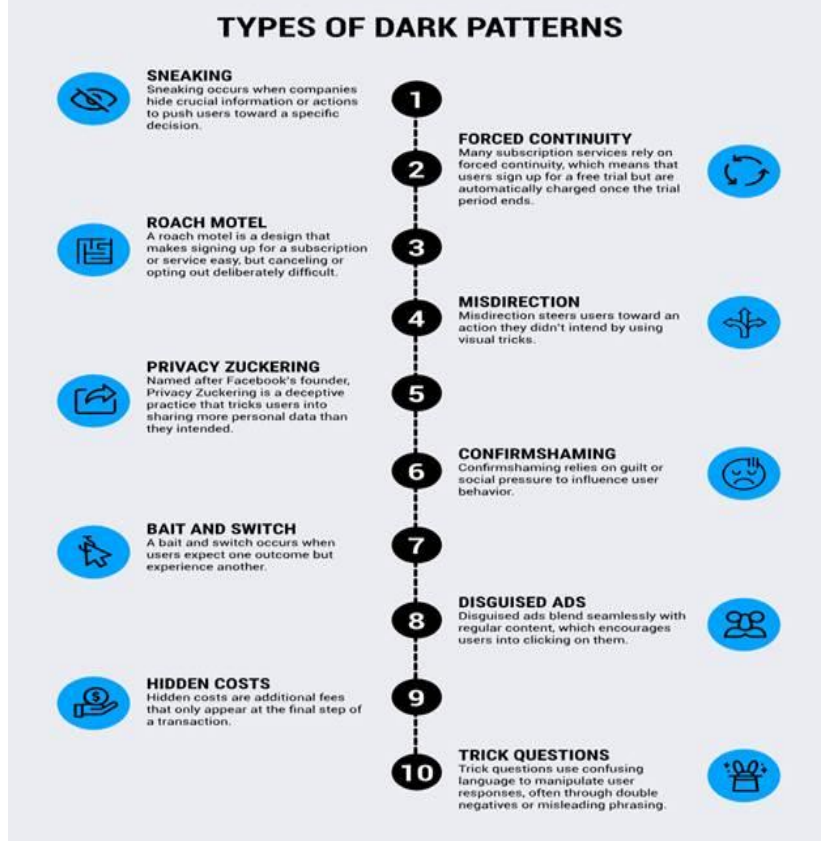 TYPES OF DARK PATTERNS
SNEAKING
Sneaking occurs when companies
hide crucial information or actions
to push users toward a specific
decision.
1
FORCED CONTINUITY
Many subscription services rely on
forced continuity, which means that
users sign up for a free trial but are
automatically charged once the trial
period ends.
2
ROACH MOTEL
A roach motel is a design that
makes signing up for a subscription
or service easy, but canceling or
opting out deliberately difficult.
3
MISDIRECTION
Misdirection steers users toward an
action they didn't intend by using
visual tricks.
4
PRIVACY ZUCKERING
Named after Facebook's founder,
Privacy Zuckering is a deceptive
practice that tricks users into
sharing more personal data than
they intended.
5
CONFIRMSHAMING
Confirmshaming relies on guilt or
social pressure to influence user
behavior.
6
BAIT AND SWITCH
A bait and switch occurs when
users expect one outcome but
experience another.
7
DISGUISED ADS
Disguised ads blend seamlessly with
regular content, which encourages
users into clicking on them.
8
HIDDEN COSTS
Hidden costs are additional fees
that only appear at the final step of
a transaction.
9
TRICK QUESTIONS
Trick questions use confusing
language to manipulate user
responses, often through double
negatives or misleading phrasing.
10